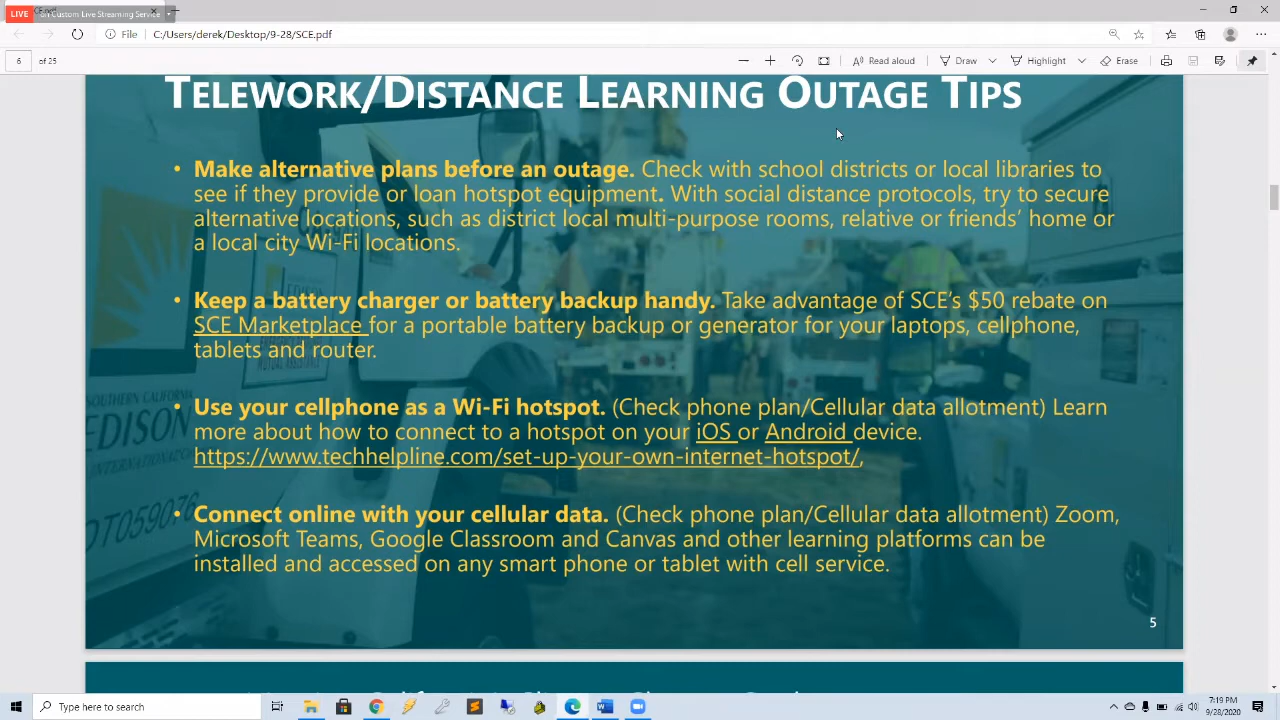 LIVE
on Custom Live Streaming Service
File
C:/Users/derek/Desktop/9-28/SCE.pdf
6 of 25
Read aloud
Draw
Highlight
Erase
TELEWORK/DISTANCE LEARNING OUTAGE TIPS
• Make alternative plans before an outage. Check with school districts or local libraries to
see if they provide or loan hotspot equipment. With social distance protocols, try to secure
alternative locations, such as district local multi-purpose rooms, relative or friends’ home or
a local city Wi-Fi locations.
• Keep a battery charger or battery backup handy. Take advantage of SCE’s $50 rebate on
SCE Marketplace for a portable battery backup or generator for your laptops, cellphone,
tablets and router.
• Use your cellphone as a Wi-Fi hotspot. (Check phone plan/Cellular data allotment) Learn
more about how to connect to a hotspot on your iOS or Android device.
https://www.techhelpline.com/set-up-your-own-internet-hotspot/,
• Connect online with your cellular data. (Check phone plan/Cellular data allotment) Zoom,
Microsoft Teams, Google Classroom and Canvas and other learning platforms can be
installed and accessed on any smart phone or tablet with cell service.
SOUTHERN CALIFORNIA
EDISON
5
Type here to search
7:19 PM
9/28/2020